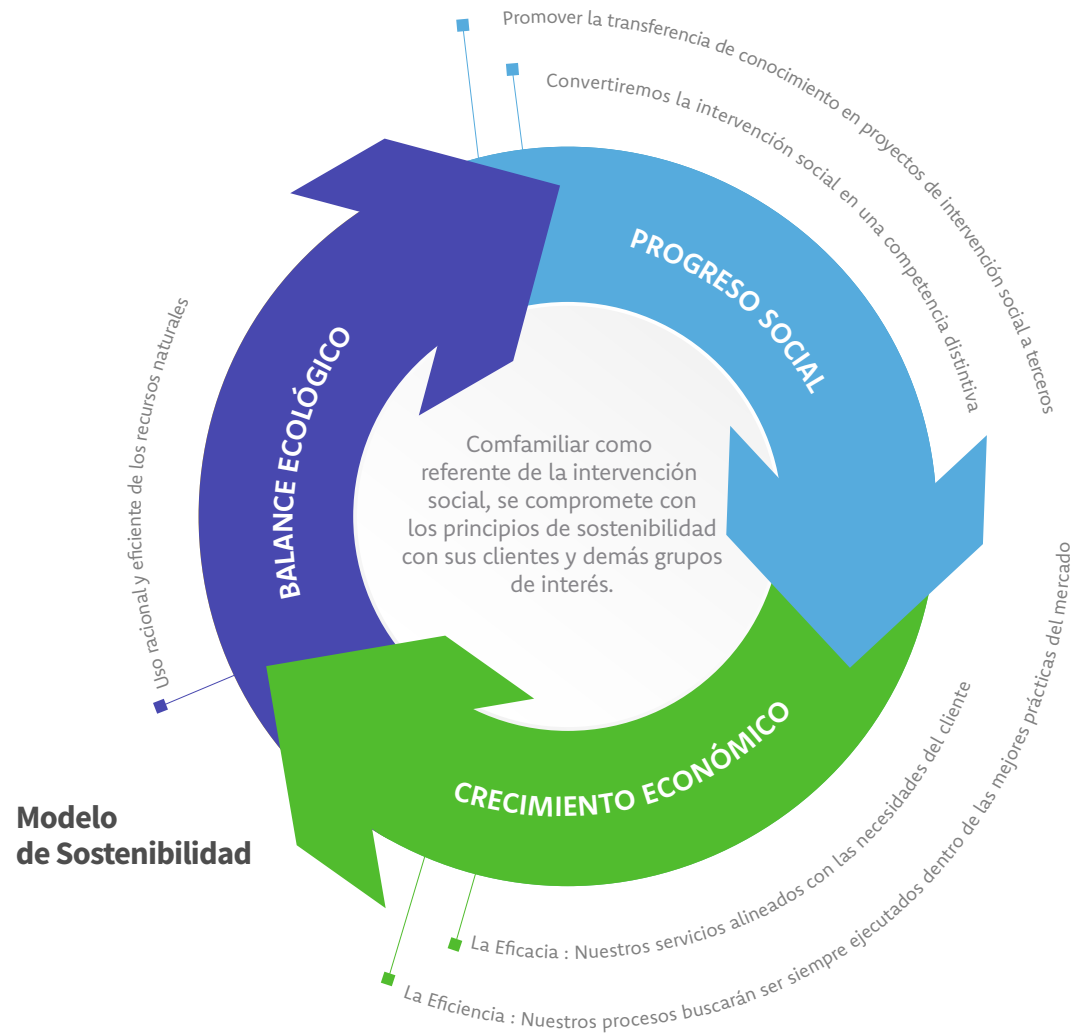 Promover la transferencia de conocimiento en proyectos de intervención social a terceros
Convertiremos la intervención social en una competencia distintiva
PROGRESO SOCIAL
BALANCE ECOLÓGICO
Uso racional y eficiente de los recursos naturales
Comfamiliar como
referente de la intervención
social, se compromete con
los principios de sostenibilidad
con sus clientes y demás grupos
de interés.
CRECIMIENTO ECONÓMICO
Modelo
de Sostenibilidad
La Eficacia : Nuestros servicios alineados con las necesidades del cliente
La Eficiencia : Nuestros procesos buscarán ser siempre ejecutados dentro de las mejores prácticas del mercado